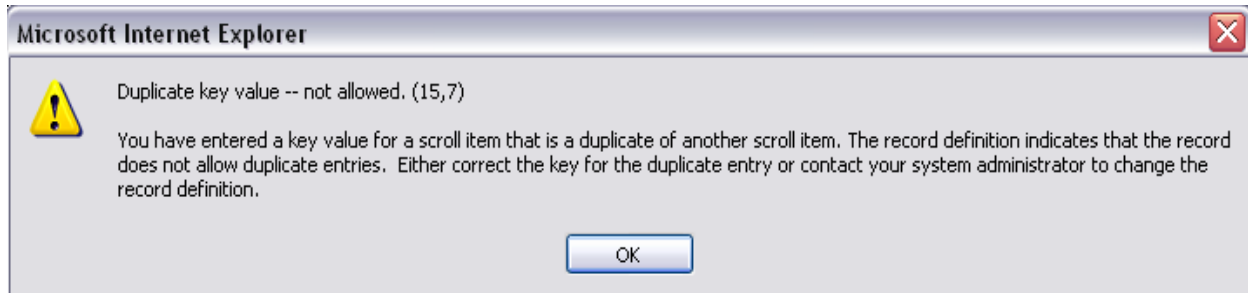 Microsoft Internet Explorer
Duplicate key value -- not allowed. (15,7)
You have entered a key value for a scroll item that is a duplicate of another scroll item. The record definition indicates that the record
does not allow duplicate entries.  Either correct the key for the duplicate entry or contact your system administrator to change the
record definition.
OK